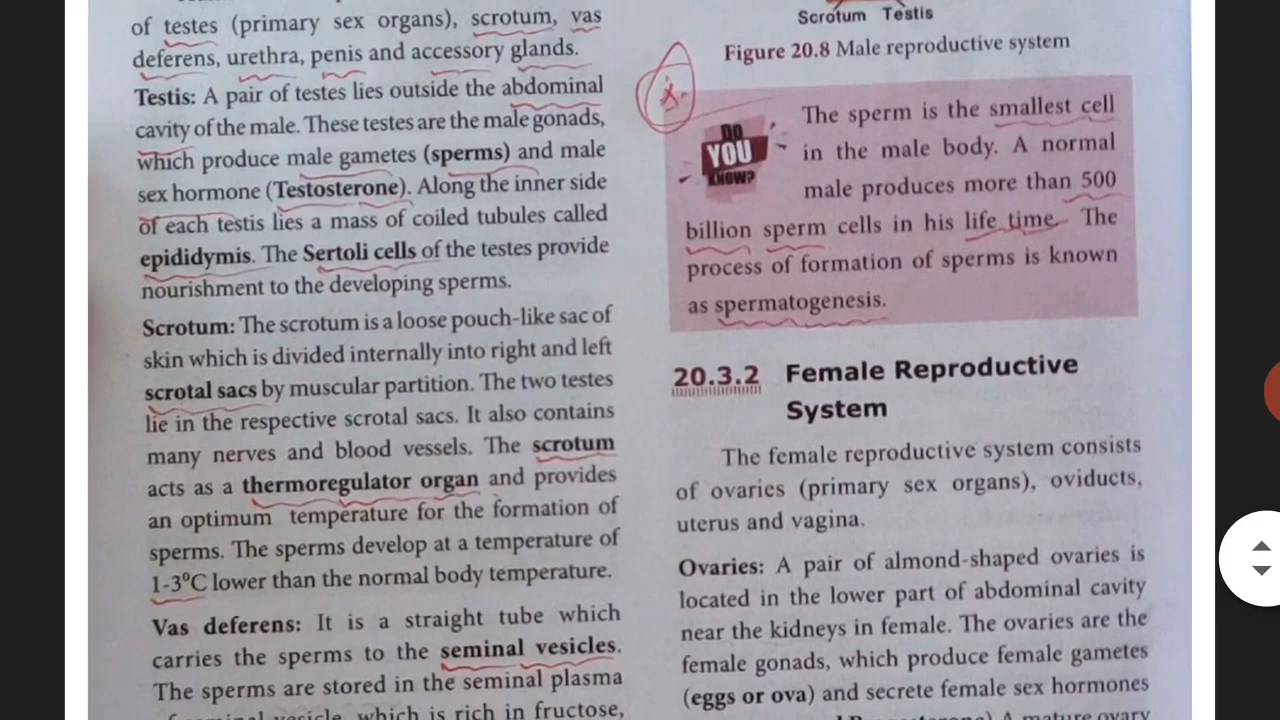 of testes (primary sex organs), scrotum, vas
deferens, urethra, penis and accessory glands.
Testis: A pair of testes lies outside the abdominal
cavity of the male. These testes are the male gonads,
which produce male gametes (sperms) and male
sex hormone (Testosterone). Along the inner side
of each testis lies a mass of coiled tubules called
epididymis. The Sertoli cells of the testes provide
nourishment to the developing sperms.
Scrotum: The scrotum is a loose pouch-like sac of
skin which is divided internally into right and left
scrotal sacs by muscular partition. The two testes
lie in the respective scrotal sacs. It also contains
many nerves and blood vessels. The scrotum
acts as a thermoregulator organ and provides
an optimum temperature for the formation of
sperms. The sperms develop at a temperature of
1-3°C lower than the normal body temperature.
Vas deferens: It is a straight tube which
carries the sperms to the seminal vesicles.
The sperms are stored in the seminal plasma
of seminal vesicle, which is rich in fructose,
Scrotum Testis
Figure 20.8 Male reproductive system
DO
YOU
KNOW?
The sperm is the smallest cell
in the male body. A normal
male produces more than 500
billion sperm cells in his life time. The
process of formation of sperms is known
as spermatogenesis.
20.3.2 Female Reproductive
System
The female reproductive system consists
of ovaries (primary sex organs), oviducts,
uterus and vagina.
Ovaries: A pair of almond-shaped ovaries is
located in the lower part of abdominal cavity
near the kidneys in female. The ovaries are the
female gonads, which produce female gametes
(eggs or ova) and secrete female sex hormones
A mature ovary